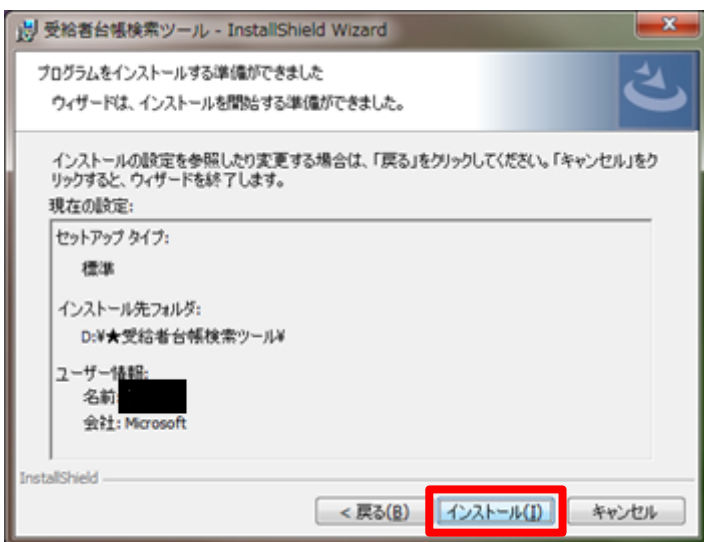 受給者台帳検索ツール - InstallShield Wizard
プログラムをインストールする準備ができました
ウィザードは、インストールを開始する準備ができました。
インストールの設定を参照したり変更する場合は、「戻る」をクリックしてください。「キャンセル」をク
リックすると、ウィザードを終了します。
現在の設定:
セットアップ タイプ:
標準
インストール先フォルダ:
D:¥★受給者台帳検索ツール¥
ユーザー情報:
名前:
会社: Microsoft
InstallShield
< 戻る(B)
インストール(I)
キャンセル